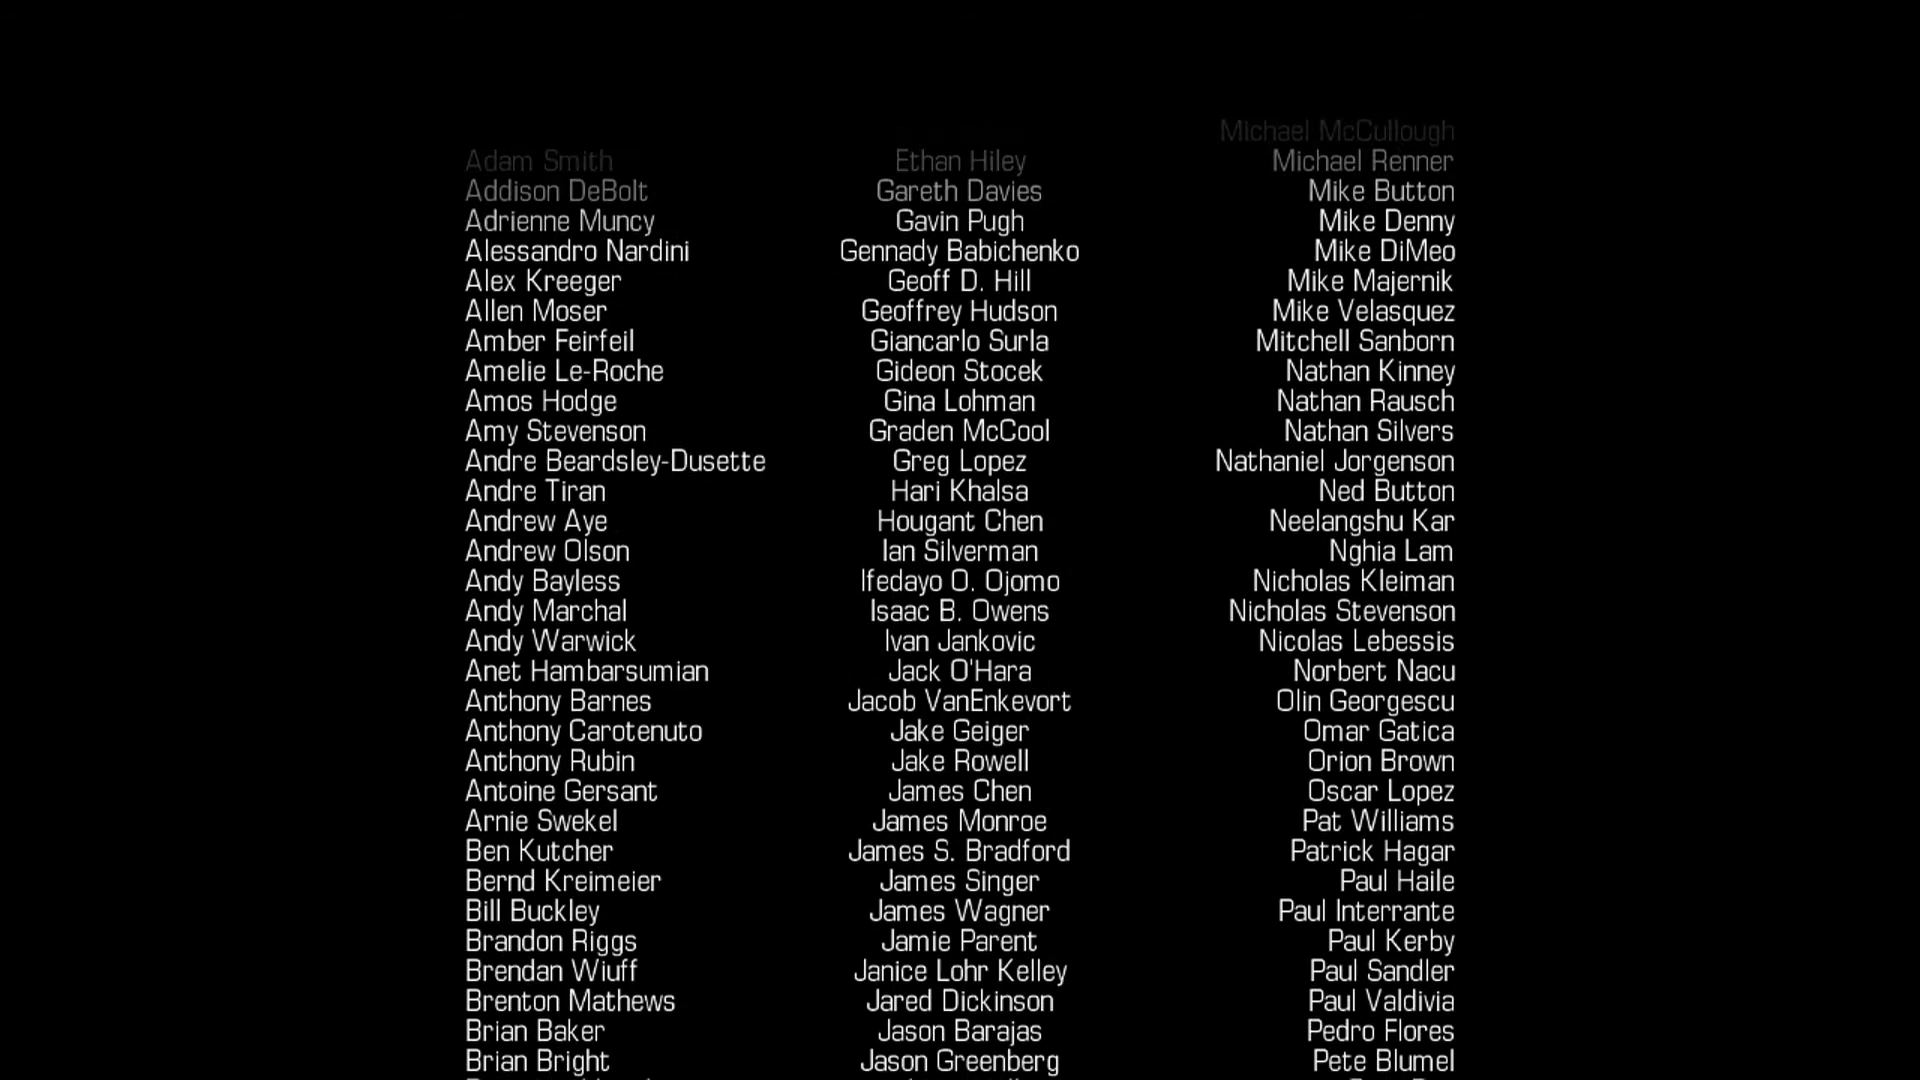 Michael McCullough
Adam Smith Ethan Hiley Michael Renner
Addison DeBolt Gareth Davies Mike Button
Adrienne Muncy Gavin Pugh Mike Denny
Alessandro Nardini Gennady Babichenko Mike DiMeo
Alex Kreeger Geoff D. Hill Mike Majernik
Allen Moser Geoffrey Hudson Mike Velasquez
Amber Feirfeil Giancarlo Surla Mitchell Sanborn
Amelie Le-Roche Gideon Stocek Nathan Kinney
Amos Hodge Gina Lohman Nathan Rausch
Amy Stevenson Graden McCool Nathan Silvers
Andre Beardsley-Dusette Greg Lopez Nathaniel Jorgenson
Andre Tiran Hari Khalsa Ned Button
Andrew Aye Hougant Chen Neelangshu Kar
Andrew Olson Ian Silverman Nghia Lam
Andy Bayless Ifedayo O. Ojomo Nicholas Kleiman
Andy Marchal Isaac B. Owens Nicholas Stevenson
Andy Warwick Ivan Jankovic Nicolas Lebessis
Anet Hambarsumian Jack O'Hara Norbert Nacu
Anthony Barnes Jacob VanEnkevort Olin Georgescu
Anthony Carotenuto Jake Geiger Omar Gatica
Anthony Rubin Jake Rowell Orion Brown
Antoine Gersant James Chen Oscar Lopez
Arnie Swekel James Monroe Pat Williams
Ben Kutcher James S. Bradford Patrick Hagar
Bernd Kreimeier James Singer Paul Haile
Bill Buckley James Wagner Paul Interrante
Brandon Riggs Jamie Parent Paul Kerby
Brendan Wiuff Janice Lohr Kelley Paul Sandler
Brenton Mathews Jared Dickinson Paul Valdivia
Brian Baker Jason Barajas Pedro Flores
Brian Bright Jason Greenberg Pete Blumel